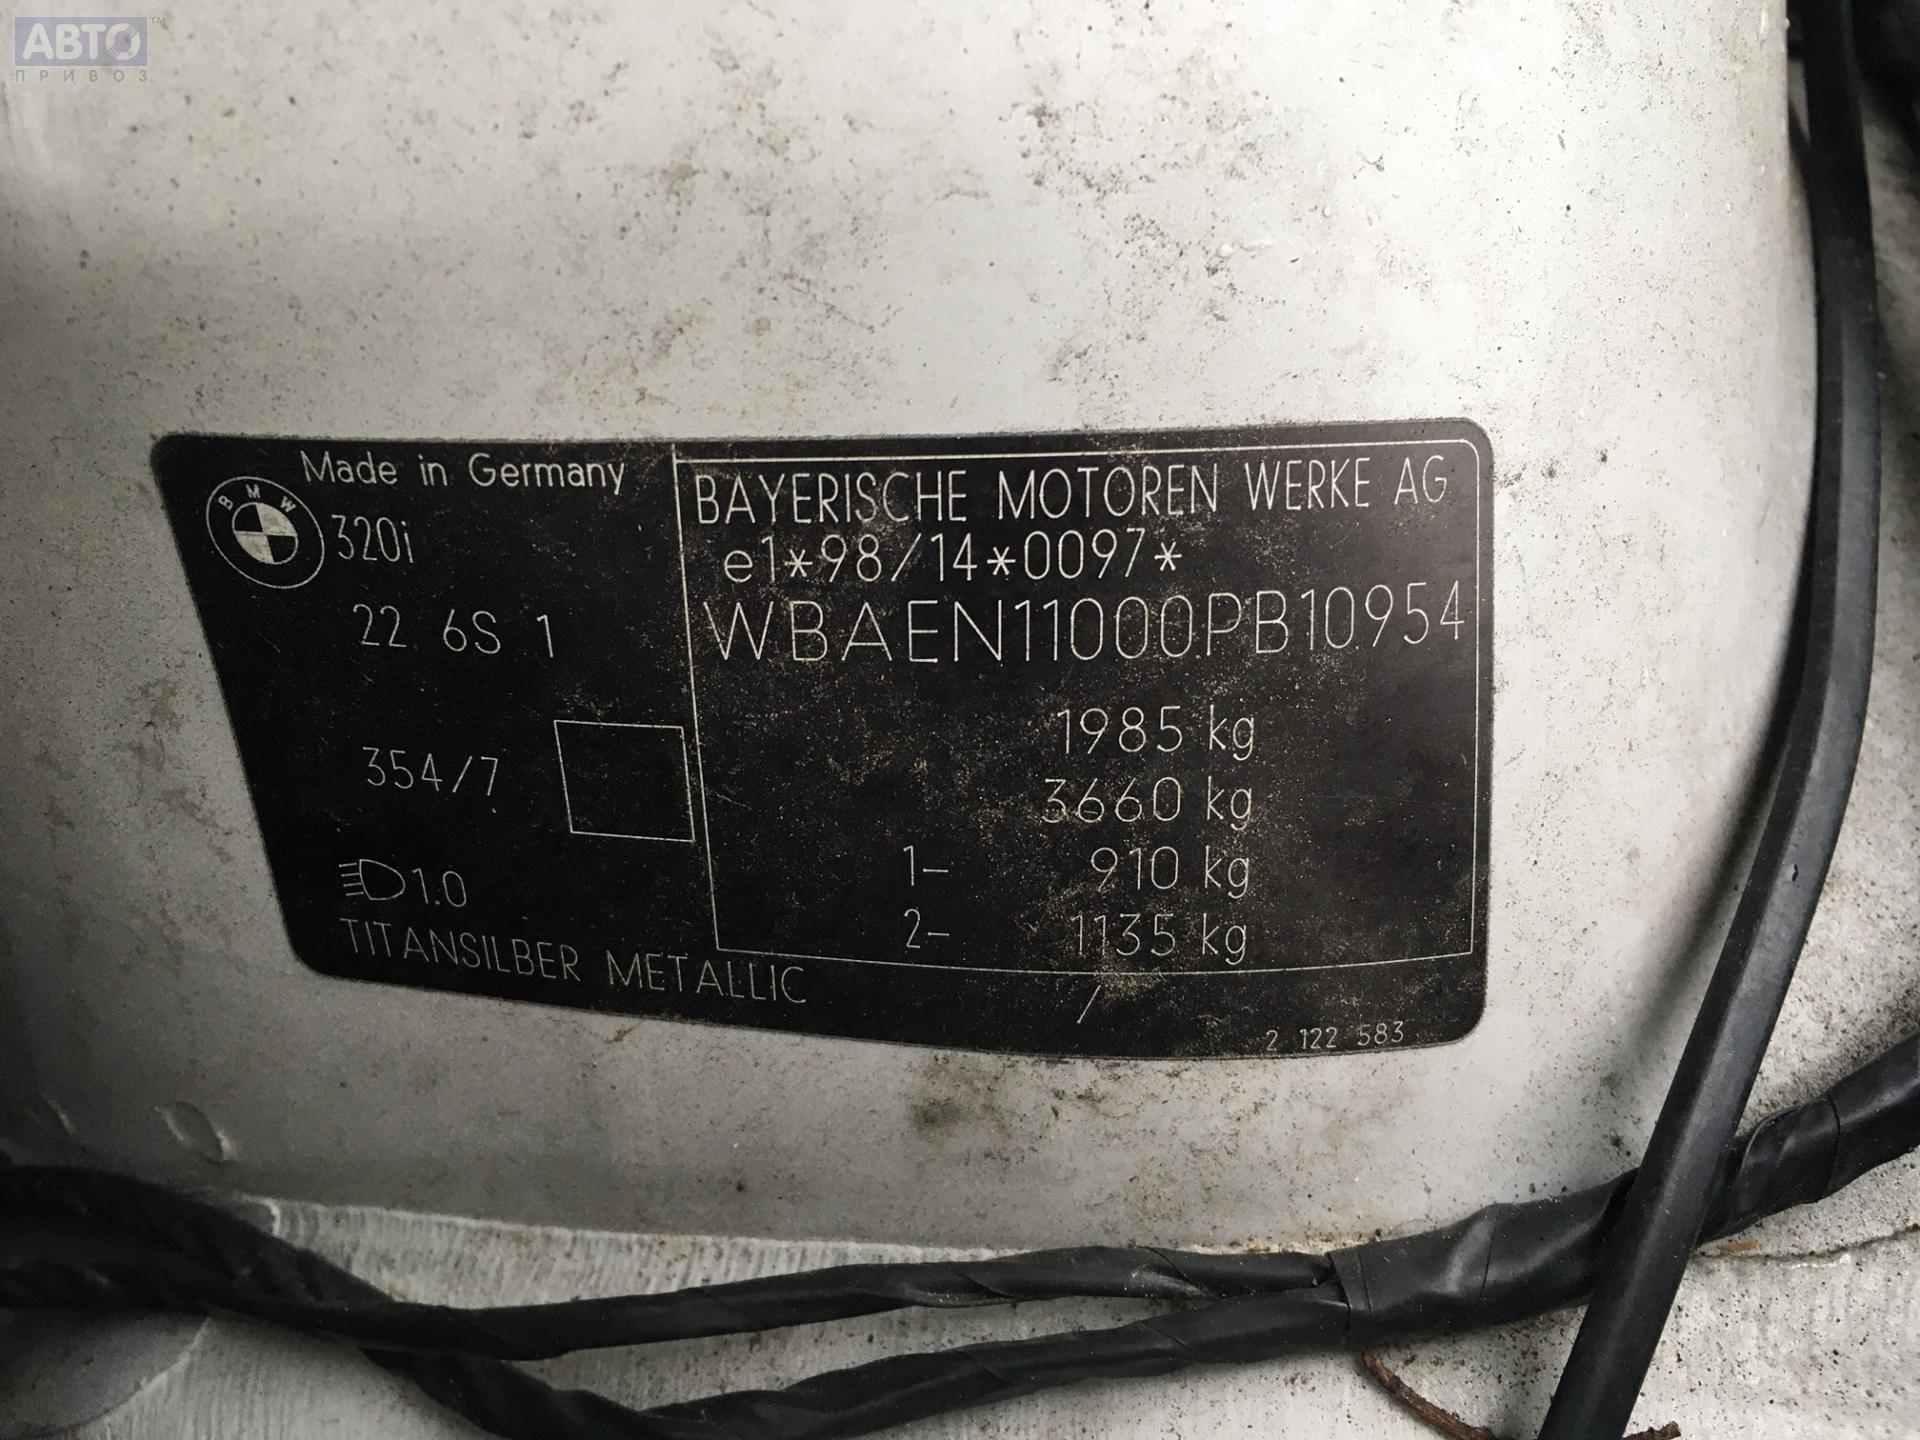 АВТО™
ПРИВОЗ
Made in Germany
BMW
320i
22 6S 1
354/7
1.0
TITANSILBER METALLIC
BAYERISCHE MOTOREN WERKE AG
e1*98/14*0097*
WBAEN11000PB10954
1985 kg
3660 kg
1- 910 kg
2- 1135 kg
/
2 122 583